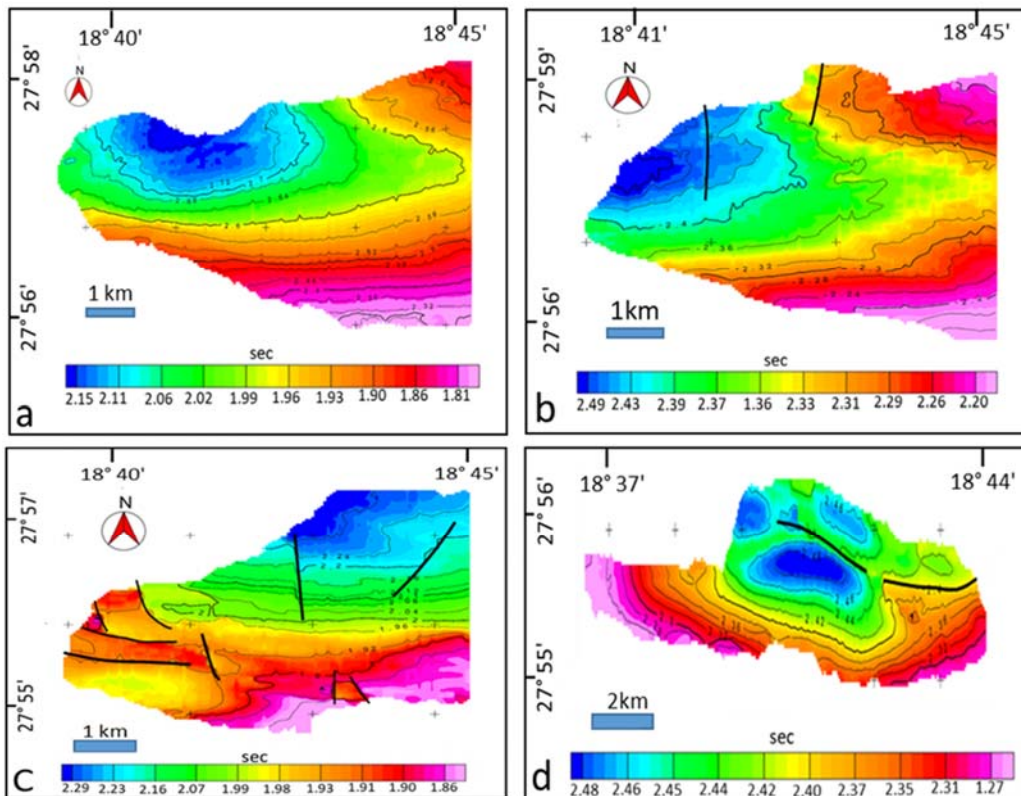 18° 40'
18° 45'
27° 58'
N
27° 56'
1 km
sec
2.15 2.11 2.06 2.02 1.99 1.96 1.93 1.90 1.86 1.81
a
18° 41'
18° 45'
27° 59'
N
27° 56'
1km
sec
2.49 2.43 2.39 2.37 1.36 2.33 2.31 2.29 2.26 2.20
b
18° 40'
18° 45'
27° 57'
N
27° 55'
1 km
sec
2.29 2.23 2.16 2.07 1.99 1.98 1.93 1.91 1.90 1.86
c
18° 37'
18° 44'
27° 56'
27° 55'
2km
sec
2.48 2.46 2.45 2.44 2.42 2.40 2.37 2.35 2.31 1.27
d